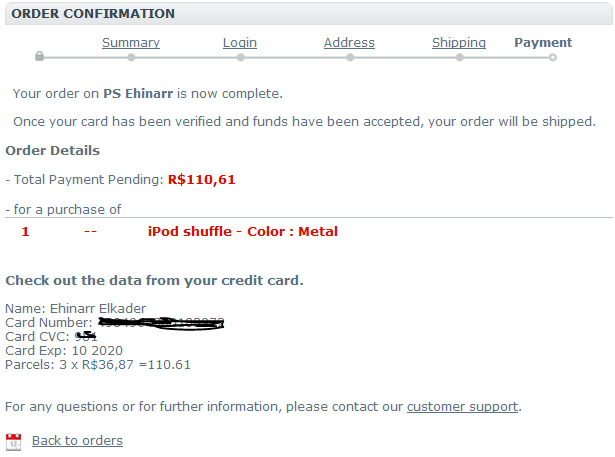 ORDER CONFIRMATION
Summary Login Address Shipping Payment
Your order on PS Ehinarr is now complete.
Once your card has been verified and funds have been accepted, your order will be shipped.
Order Details
- Total Payment Pending: R$110,61
- for a purchase of
1 -- iPod shuffle - Color : Metal
Check out the data from your credit card.
Name: Ehinarr Elkader
Card Number:
Card CVC:
Card Exp: 10 2020
Parcels: 3 x R$36,87 =110.61
For any questions or for further information, please contact our customer support.
Back to orders